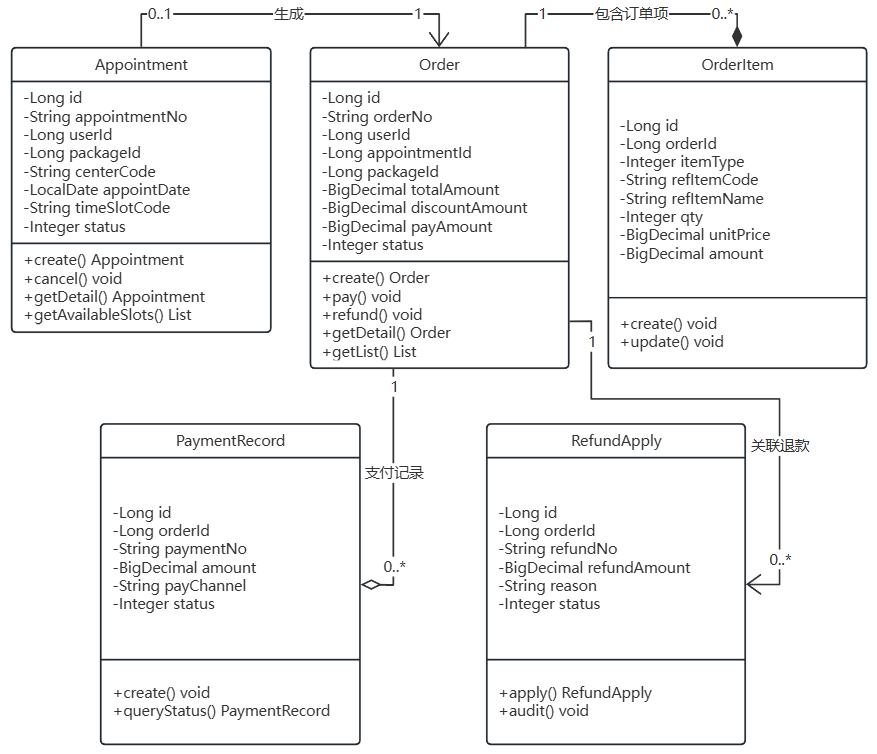 0..1 生成 1
1 包含订单项 0..*
Appointment
-Long id
-String appointmentNo
-Long userId
-Long packageId
-String centerCode
-LocalDate appointDate
-String timeSlotCode
-Integer status
+create() Appointment
+cancel() void
+getDetail() Appointment
+getAvailableSlots() List
Order
-Long id
-String orderNo
-Long userId
-Long appointmentId
-Long packageId
-BigDecimal totalAmount
-BigDecimal discountAmount
-BigDecimal payAmount
-Integer status
+create() Order
+pay() void
+refund() void
+getDetail() Order
+getList() List
OrderItem
-Long id
-Long orderId
-Integer itemType
-String refItemCode
-String refItemName
-Integer qty
-BigDecimal unitPrice
-BigDecimal amount
+create() void
+update() void
1
支付记录
0..*
1
关联退款
0..*
PaymentRecord
-Long id
-Long orderId
-String paymentNo
-BigDecimal amount
-String payChannel
-Integer status
+create() void
+queryStatus() PaymentRecord
RefundApply
-Long id
-Long orderId
-String refundNo
-BigDecimal refundAmount
-String reason
-Integer status
+apply() RefundApply
+audit() void